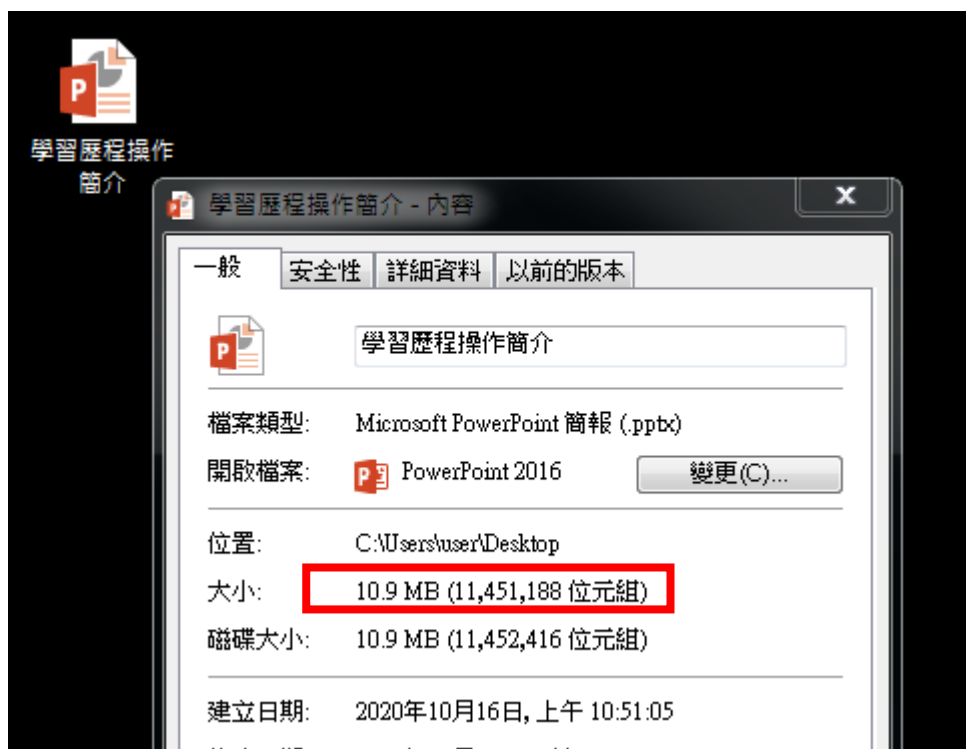 學習歷程操作
簡介
學習歷程操作簡介 - 內容
一般 安全性 詳細資料 以前的版本
學習歷程操作簡介
檔案類型: Microsoft PowerPoint 簡報 (.pptx)
開啟檔案: PowerPoint 2016 變更(C)...
位置: C:\Users\user\Desktop
大小: 10.9 MB (11,451,188 位元組)
磁碟大小: 10.9 MB (11,452,416 位元組)
建立日期: 2020年10月16日, 上午 10:51:05